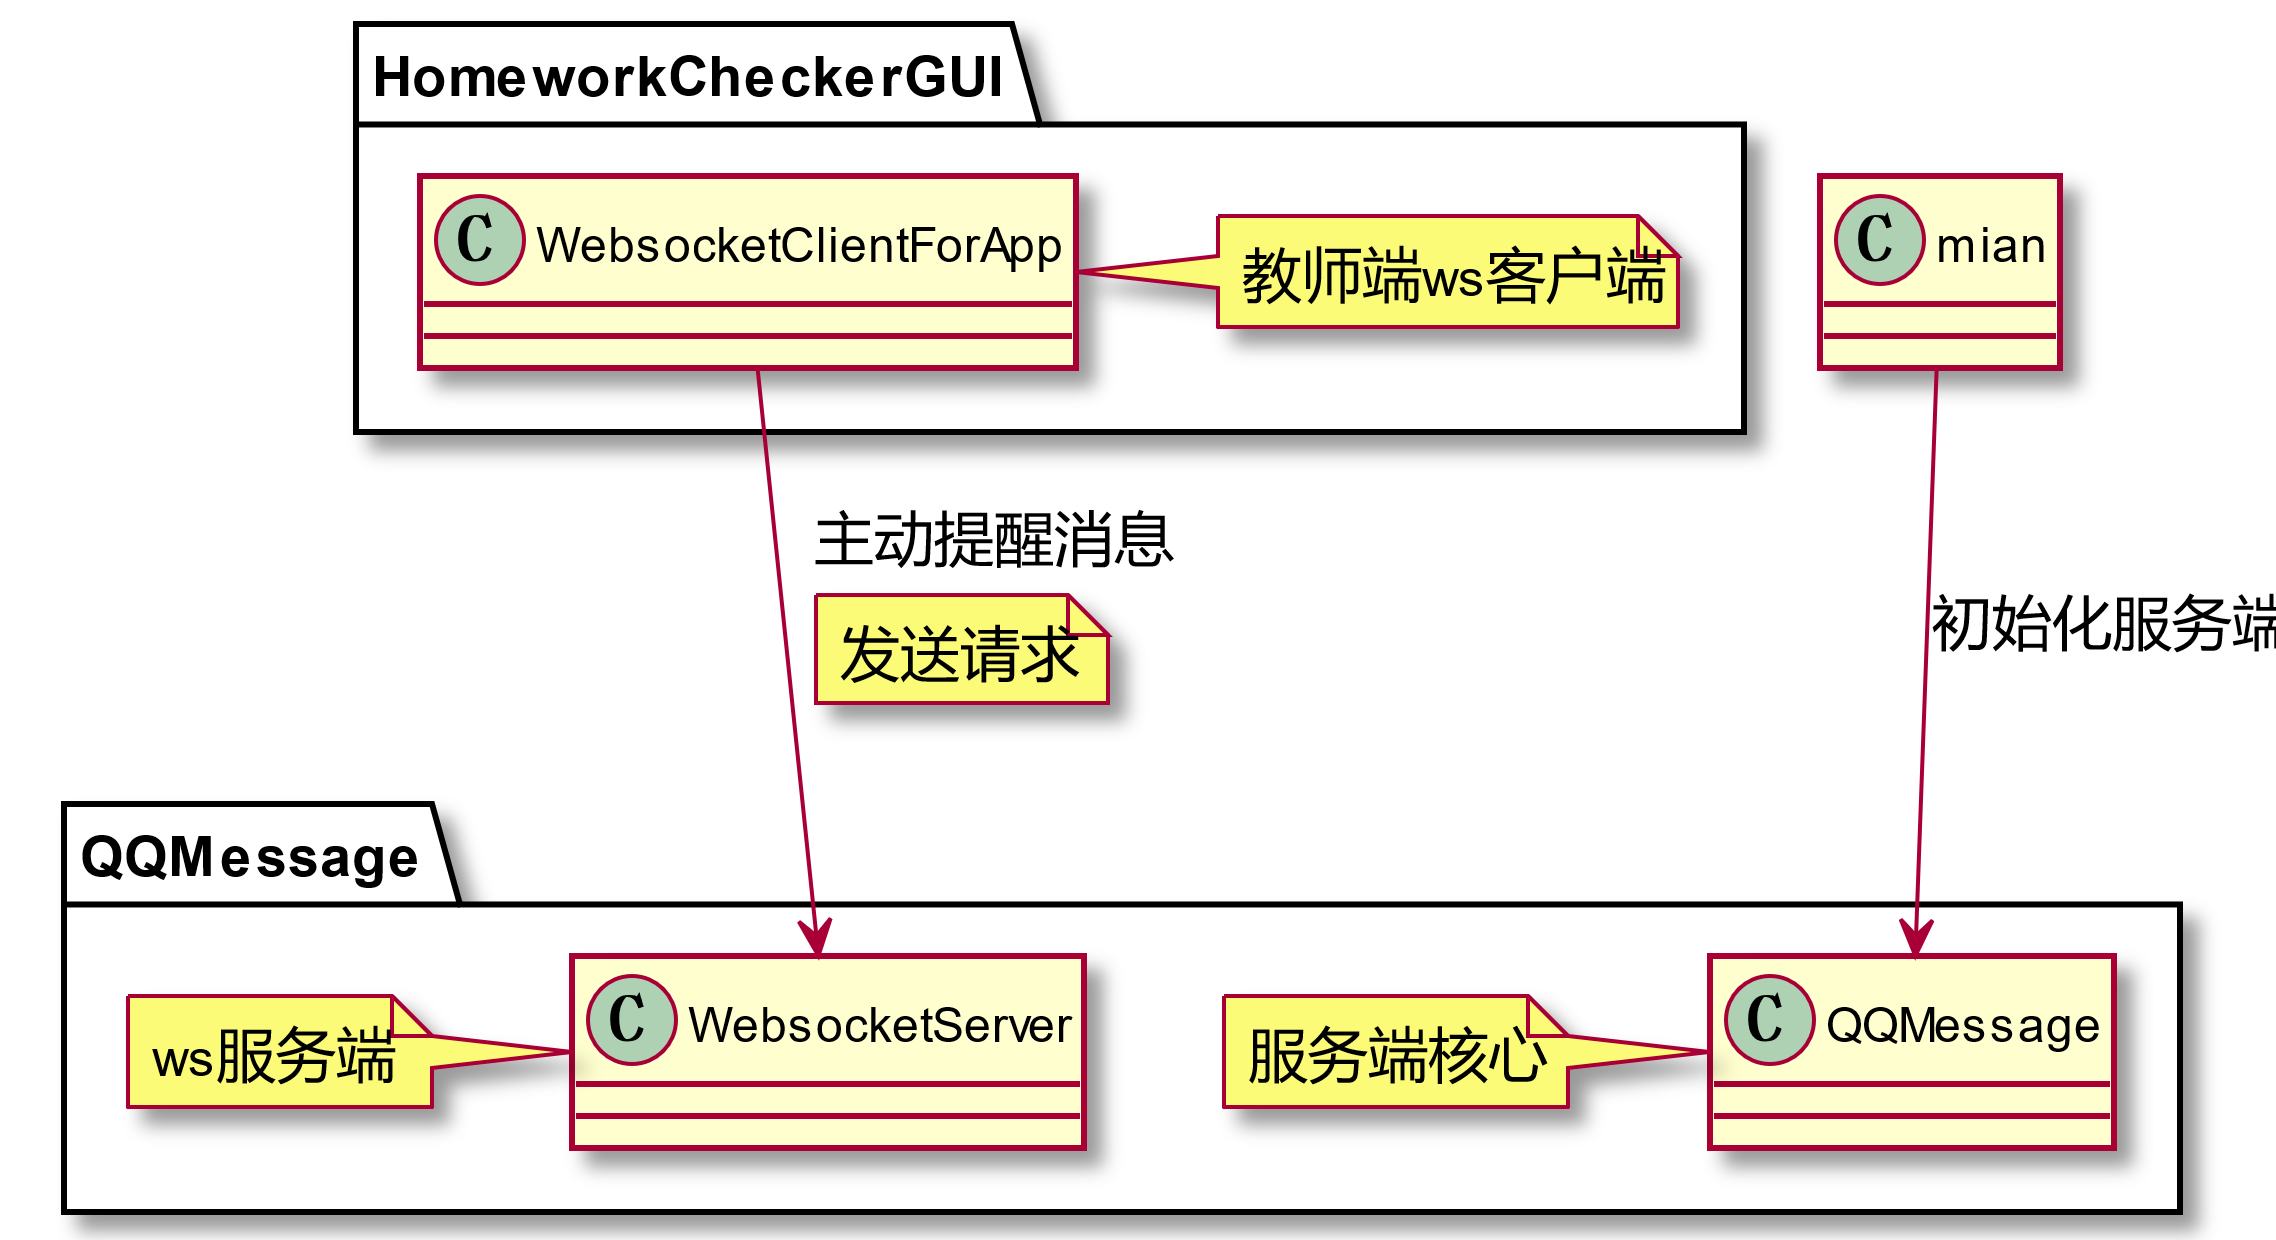 HomeworkCheckerGUI
C WebsocketClientForApp
教师端ws客户端
C mian
主动提醒消息
发送请求
初始化服务端
QQMessage
ws服务端
C WebsocketServer
服务端核心
C QQMessage